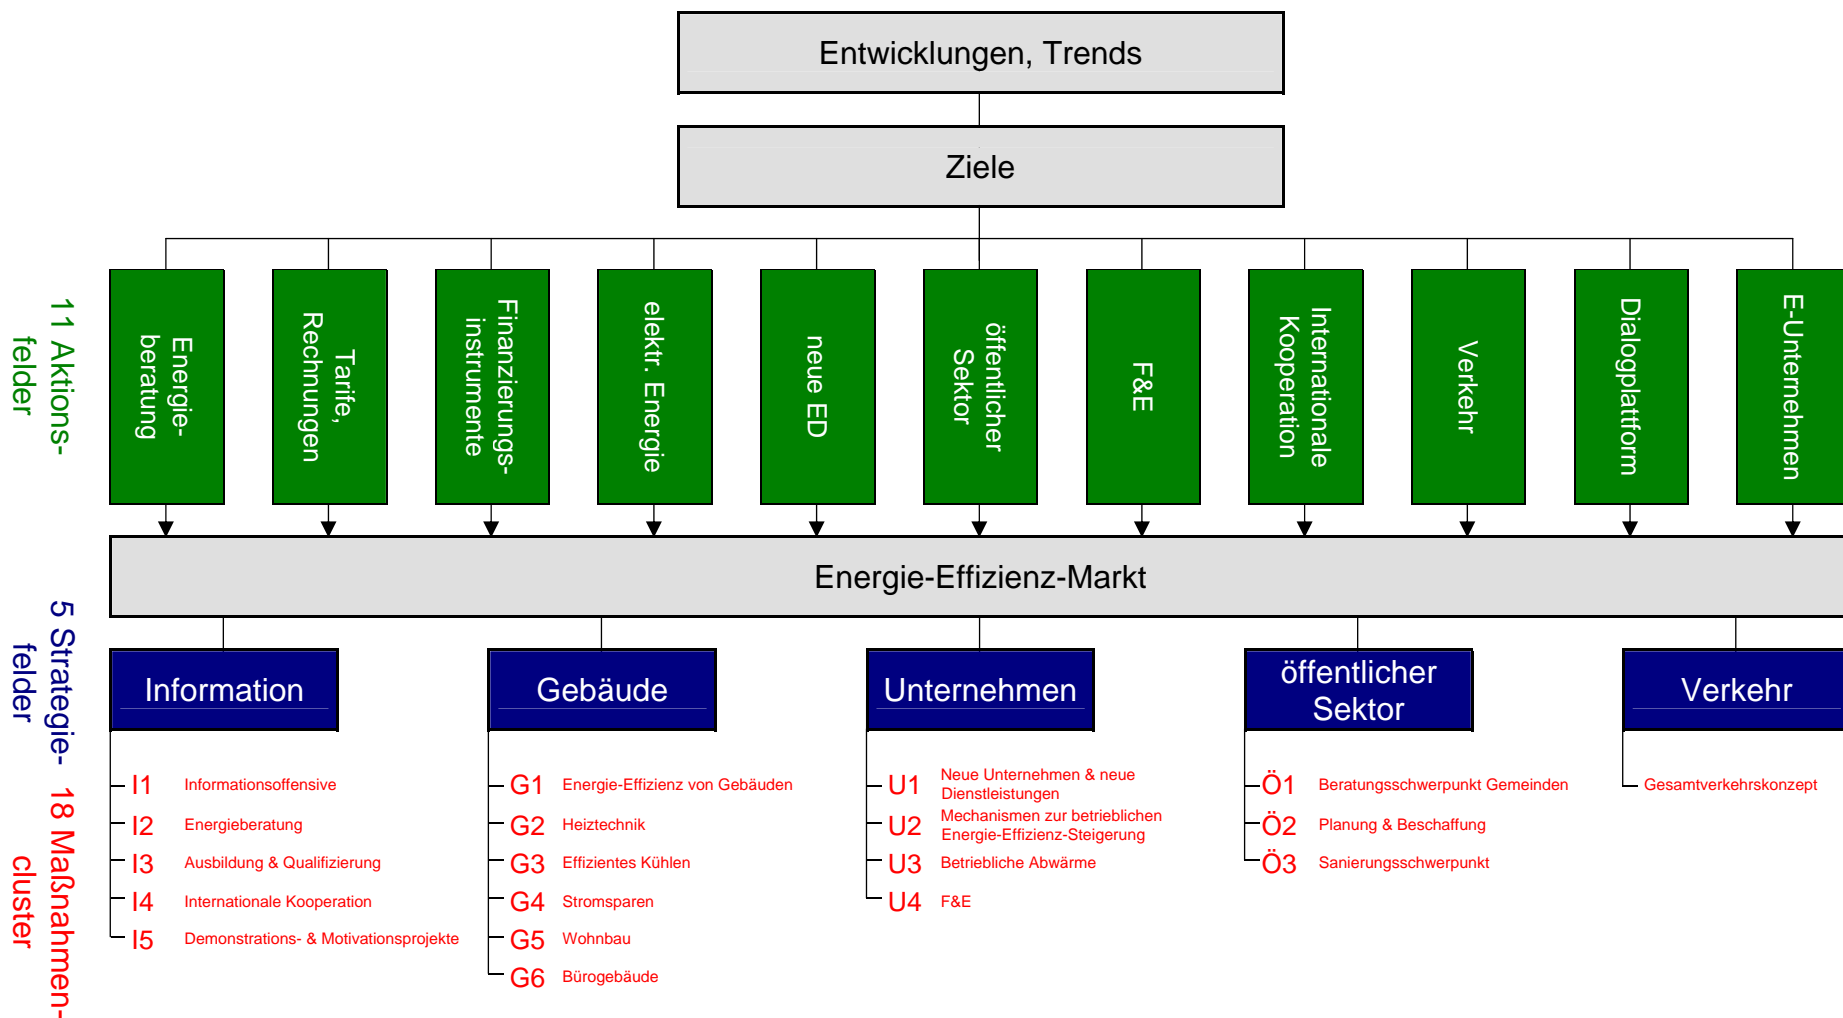 Entwicklungen, Trends
Ziele
11 Aktions-
felder
Energie-
beratung
Tarife,
Rechnungen
Finanzierungs-
instrumente
elektr. Energie
neue ED
öffentlicher
Sektor
F&E
Internationale
Kooperation
Verkehr
Dialogplattform
E-Unternehmen
Energie-Effizienz-Markt
5 Strategie-
felder
Information
Gebäude
Unternehmen
öffentlicher
Sektor
Verkehr
18 Maßnahmen-
cluster
I1 Informationsoffensive
I2 Energieberatung
I3 Ausbildung & Qualifizierung
I4 Internationale Kooperation
I5 Demonstrations- & Motivationsprojekte
G1 Energie-Effizienz von Gebäuden
G2 Heiztechnik
G3 Effizientes Kühlen
G4 Stromsparen
G5 Wohnbau
G6 Bürogebäude
U1 Neue Unternehmen & neue
Dienstleistungen
U2 Mechanismen zur betrieblichen
Energie-Effizienz-Steigerung
U3 Betriebliche Abwärme
U4 F&E
Ö1 Beratungsschwerpunkt Gemeinden
Ö2 Planung & Beschaffung
Ö3 Sanierungsschwerpunkt
Gesamtverkehrskonzept